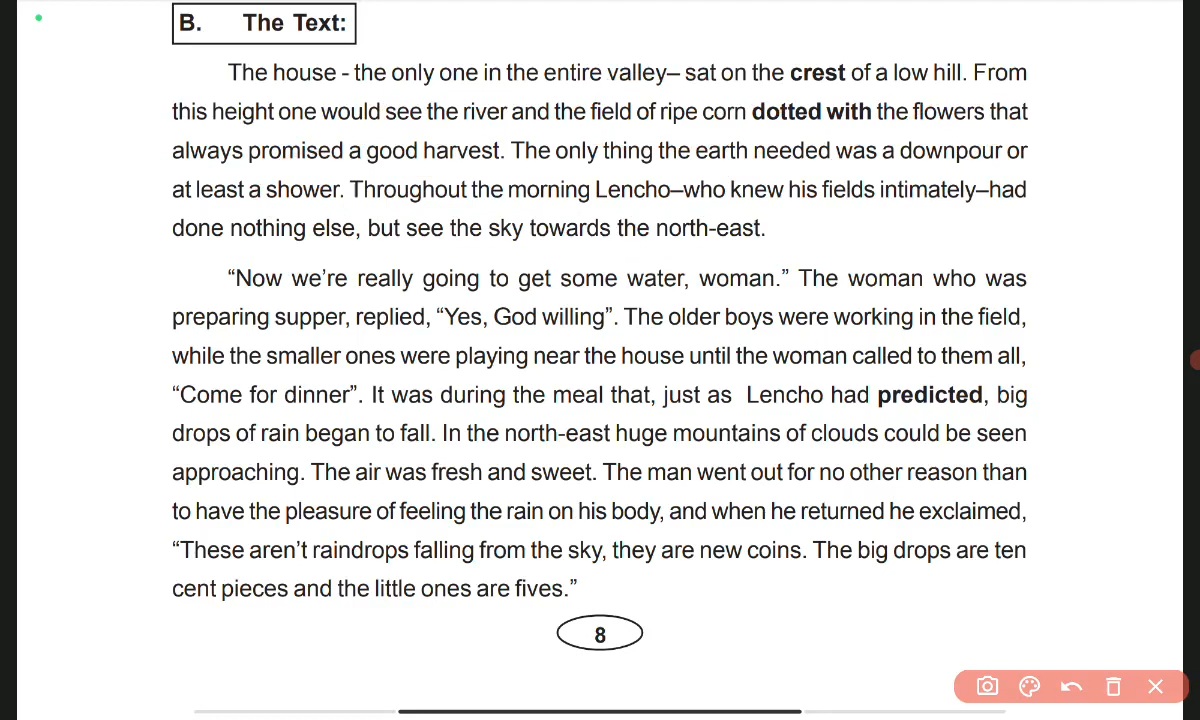 B. The Text:
The house - the only one in the entire valley– sat on the crest of a low hill. From
this height one would see the river and the field of ripe corn dotted with the flowers that
always promised a good harvest. The only thing the earth needed was a downpour or
at least a shower. Throughout the morning Lencho–who knew his fields intimately–had
done nothing else, but see the sky towards the north-east.
“Now we’re really going to get some water, woman.” The woman who was
preparing supper, replied, “Yes, God willing”. The older boys were working in the field,
while the smaller ones were playing near the house until the woman called to them all,
“Come for dinner”. It was during the meal that, just as Lencho had predicted, big
drops of rain began to fall. In the north-east huge mountains of clouds could be seen
approaching. The air was fresh and sweet. The man went out for no other reason than
to have the pleasure of feeling the rain on his body, and when he returned he exclaimed,
“These aren’t raindrops falling from the sky, they are new coins. The big drops are ten
cent pieces and the little ones are fives.”
8